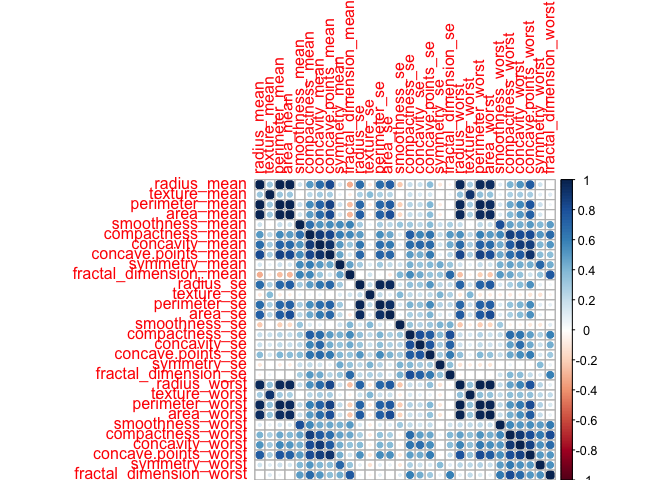 radius_mean
texture_mean
perimeter_mean
area_mean
smoothness_mean
compactness_mean
concavity_mean
concave.points_mean
symmetry_mean
fractal_dimension_mean
radius_se
texture_se
perimeter_se
area_se
smoothness_se
compactness_se
concavity_se
concave.points_se
symmetry_se
fractal_dimension_se
radius_worst
texture_worst
perimeter_worst
area_worst
smoothness_worst
compactness_worst
concavity_worst
concave.points_worst
symmetry_worst
fractal_dimension_worst
radius_mean
texture_mean
perimeter_mean
area_mean
smoothness_mean
compactness_mean
concavity_mean
concave.points_mean
symmetry_mean
fractal_dimension_mean
radius_se
texture_se
perimeter_se
area_se
smoothness_se
compactness_se
concavity_se
concave.points_se
symmetry_se
fractal_dimension_se
radius_worst
texture_worst
perimeter_worst
area_worst
smoothness_worst
compactness_worst
concavity_worst
concave.points_worst
symmetry_worst
fractal_dimension_worst
1
0.8
0.6
0.4
0.2
0
-0.2
-0.4
-0.6
-0.8
-1